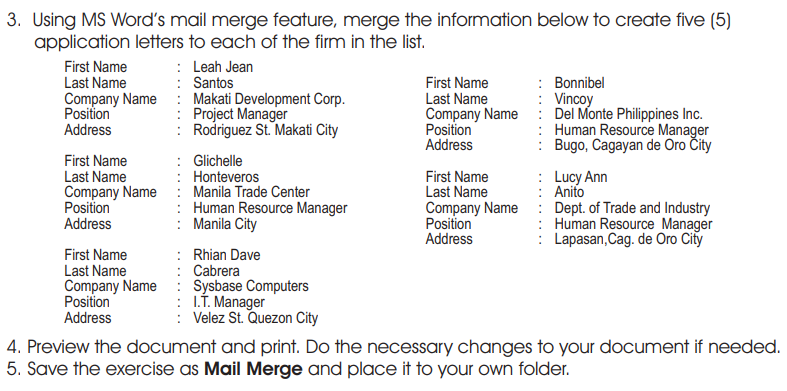 3. Using MS Word's mail merge feature, merge the information below to create five (5)
application letters to each of the firm in the list.
First Name : Leah Jean
Last Name : Santos
Company Name : Makati Development Corp.
Position : Project Manager
Address : Rodriguez St. Makati City
First Name : Glichelle
Last Name : Honteveros
Company Name : Manila Trade Center
Position : Human Resource Manager
Address : Manila City
First Name : Rhian Dave
Last Name : Cabrera
Company Name : Sysbase Computers
Position : I.T. Manager
Address : Velez St. Quezon City
First Name : Bonnibel
Last Name : Vincoy
Company Name : Del Monte Philippines Inc.
Position : Human Resource Manager
Address : Bugo, Cagayan de Oro City
First Name : Lucy Ann
Last Name : Anito
Company Name : Dept. of Trade and Industry
Position : Human Resource Manager
Address : Lapasan,Cag. de Oro City
4. Preview the document and print. Do the necessary changes to your document if needed.
5. Save the exercise as Mail Merge and place it to your own folder.